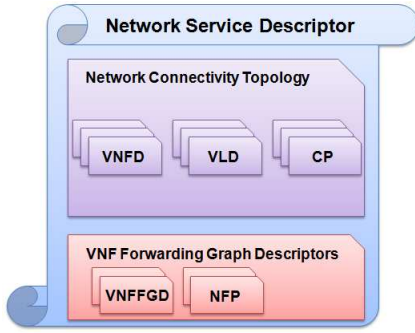 Network Service Descriptor
Network Connectivity Topology
VNFD VLD CP
VNF Forwarding Graph Descriptors
VNFFGD NFP